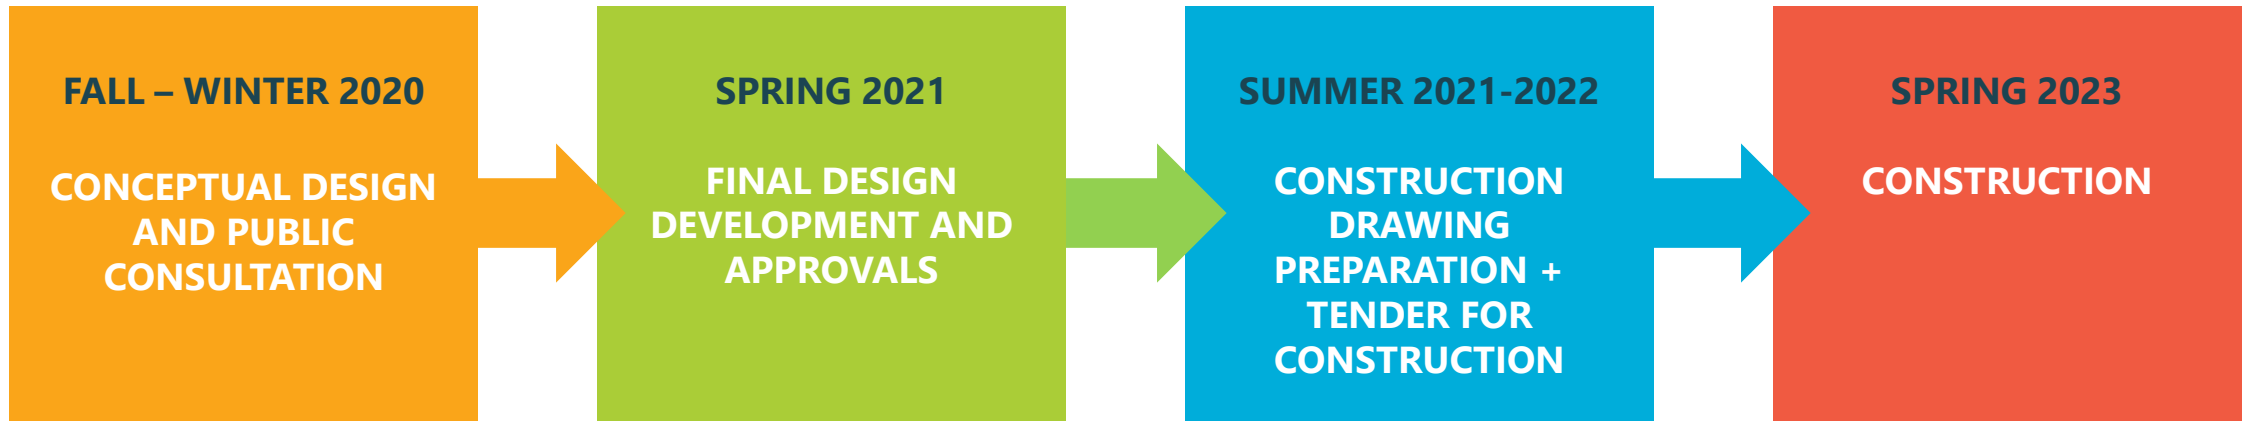 FALL – WINTER 2020
CONCEPTUAL DESIGN
AND PUBLIC
CONSULTATION
SPRING 2021
FINAL DESIGN
DEVELOPMENT AND
APPROVALS
SUMMER 2021-2022
CONSTRUCTION
DRAWING
PREPARATION +
TENDER FOR
CONSTRUCTION
SPRING 2023
CONSTRUCTION